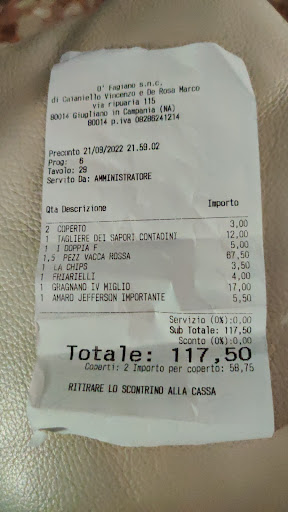 O' Fagiano s.n.c.
di Caianiello Vincenzo e De Rosa Marco
via ripuaria 115
80014 Giugliano in Campania (NA)
80014 p.iva 09286241214
Preconto 21/09/2022 21.59.02
Prog: 6
Tavolo: 28
Servito Da: AMMINISTRATORE
Qta Descrizione Importo
2 COPERTO 3,00
1 TAGLIERE DEI SAPORI CONTADINI 12,00
1 I DOPPIA F 5,00
1,5 PEZZ VACCA ROSSA 67,50
1 LA CHIPS 3,50
1 FRIARIELLI 4,00
1 GRAGNANO IV MIGLIO 17,00
1 AMARO JEFFERSON IMPORTANTE 5,50
Servizio (0%):0,00
Sub Totale: 117,50
Sconto (0%):0,00
Totale: 117,50
Coperti: 2 Importo per coperto: 58,75
RITIRARE LO SCONTRINO ALLA CASSA